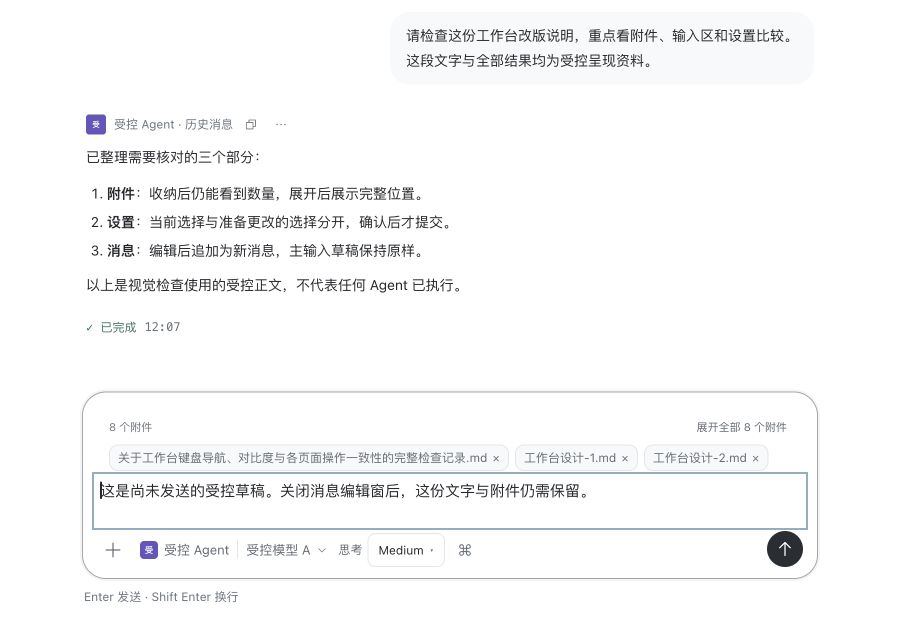 请检查这份工作台改版说明，重点看附件、输入区和设置比较。
这段文字与全部结果均为受控呈现资料。
受 受控 Agent · 历史消息 ···
已整理需要核对的三个部分：
1. 附件：收纳后仍能看到数量，展开后展示完整位置。
2. 设置：当前选择与准备更改的选择分开，确认后才提交。
3. 消息：编辑后追加为新消息，主输入草稿保持原样。
以上是视觉检查使用的受控正文，不代表任何 Agent 已执行。
✓ 已完成 12:07
8 个附件 展开全部 8 个附件
关于工作台键盘导航、对比度与各页面操作一致性的完整检查记录.md × 工作台设计-1.md × 工作台设计-2.md ×
这是尚未发送的受控草稿。关闭消息编辑窗后，这份文字与附件仍需保留。
受 受控 Agent 受控模型 A 思考 Medium · ⌘
Enter 发送 · Shift Enter 换行